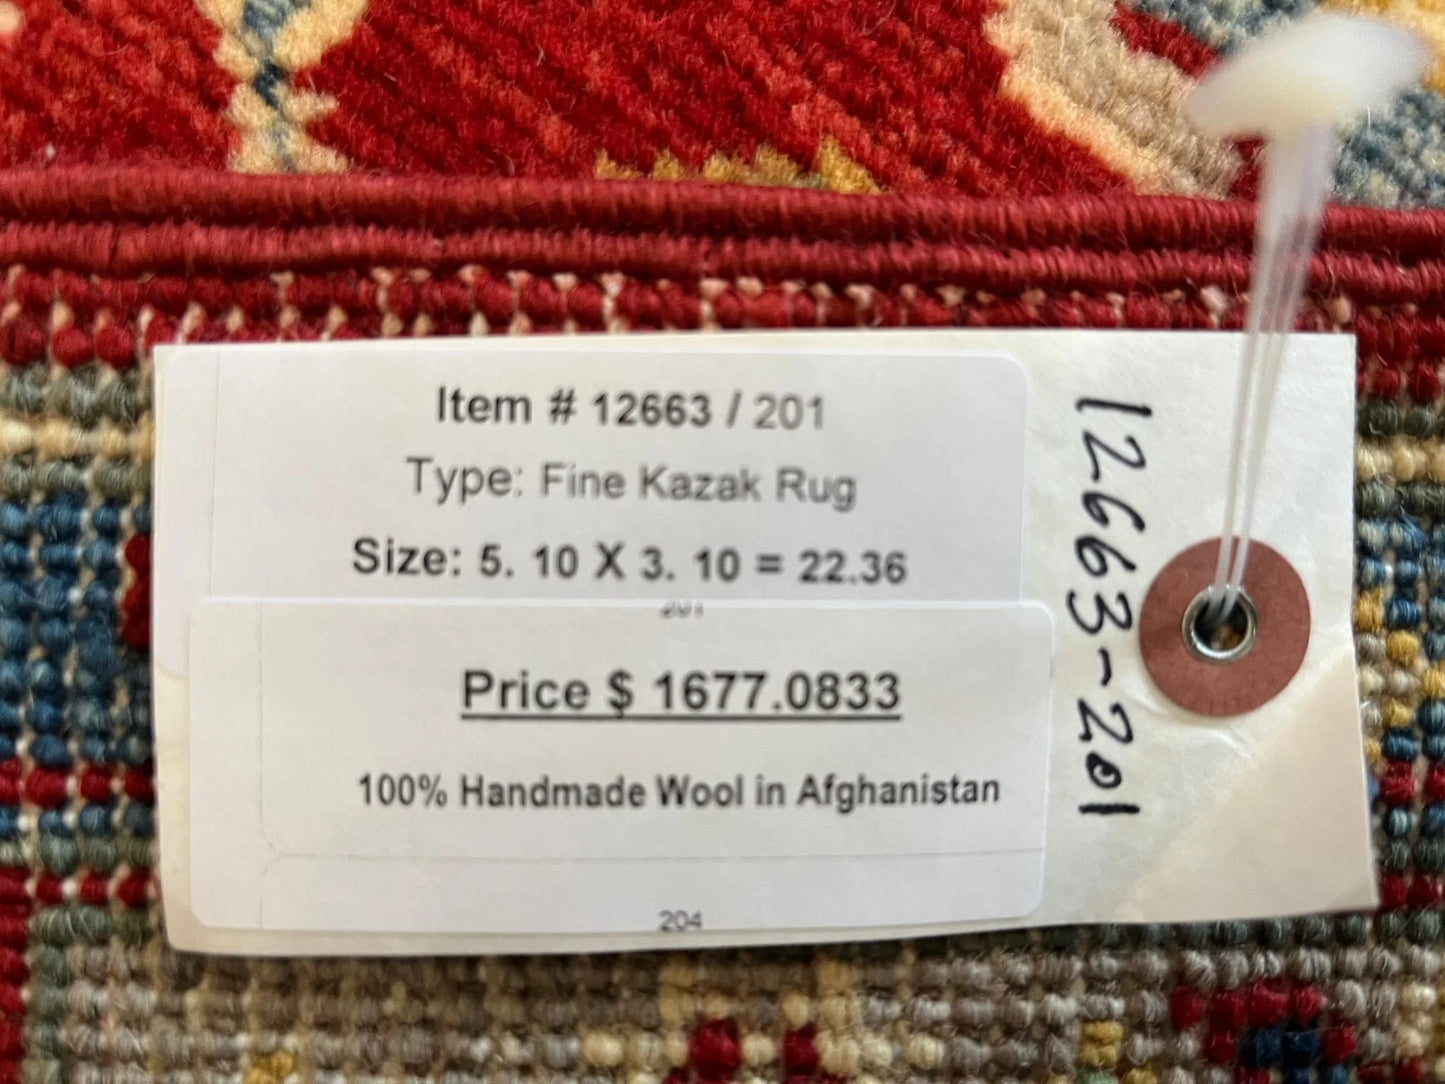 Item # 12663 / 201
Type: Fine Kazak Rug
Size: 5. 10 X 3. 10 = 22.36
201
Price $ 1677.0833
100% Handmade Wool in Afghanistan
204
12663-201